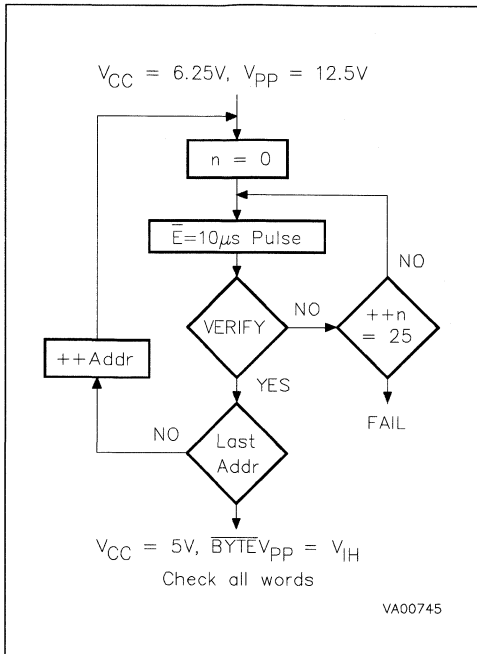 V_CC = 6.25V, V_PP = 12.5V
n = 0
E̅=10μs Pulse
NO
VERIFY
NO
++n
= 25
++Addr
YES
FAIL
NO
Last
Addr
V_CC = 5V, B̅Y̅T̅E̅V_PP = V_IH
Check all words
VA00745